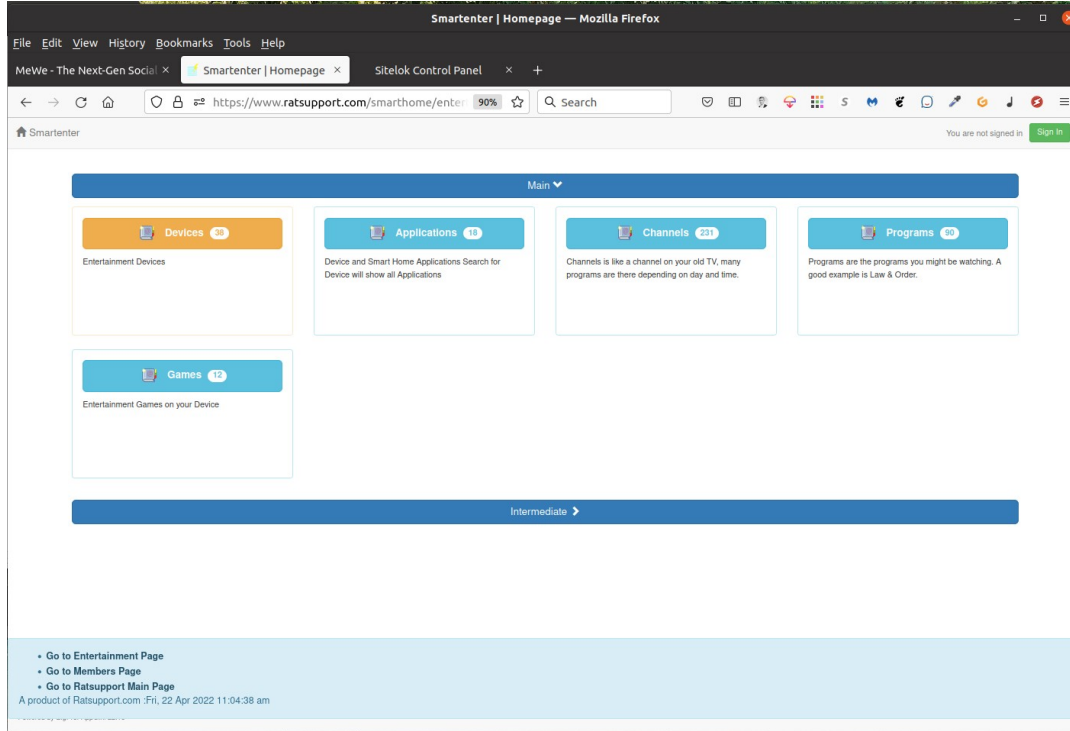 Smartenter | Homepage — Mozilla Firefox
File Edit View History Bookmarks Tools Help
MeWe - The Next-Gen Social
Smartenter | Homepage
Sitelok Control Panel
https://www.ratsupport.com/smarthome/enter 90% Search
Smartenter You are not signed in Sign In
Main
Devices 38
Entertainment Devices
Applications 18
Device and Smart Home Applications Search for
Device will show all Applications
Channels 231
Channels is like a channel on your old TV, many
programs are there depending on day and time.
Programs 90
Programs are the programs you might be watching. A
good example is Law & Order.
Games 12
Entertainment Games on your Device
Intermediate
• Go to Entertainment Page
• Go to Members Page
• Go to Ratsupport Main Page
A product of Ratsupport.com :Fri, 22 Apr 2022 11:04:38 am